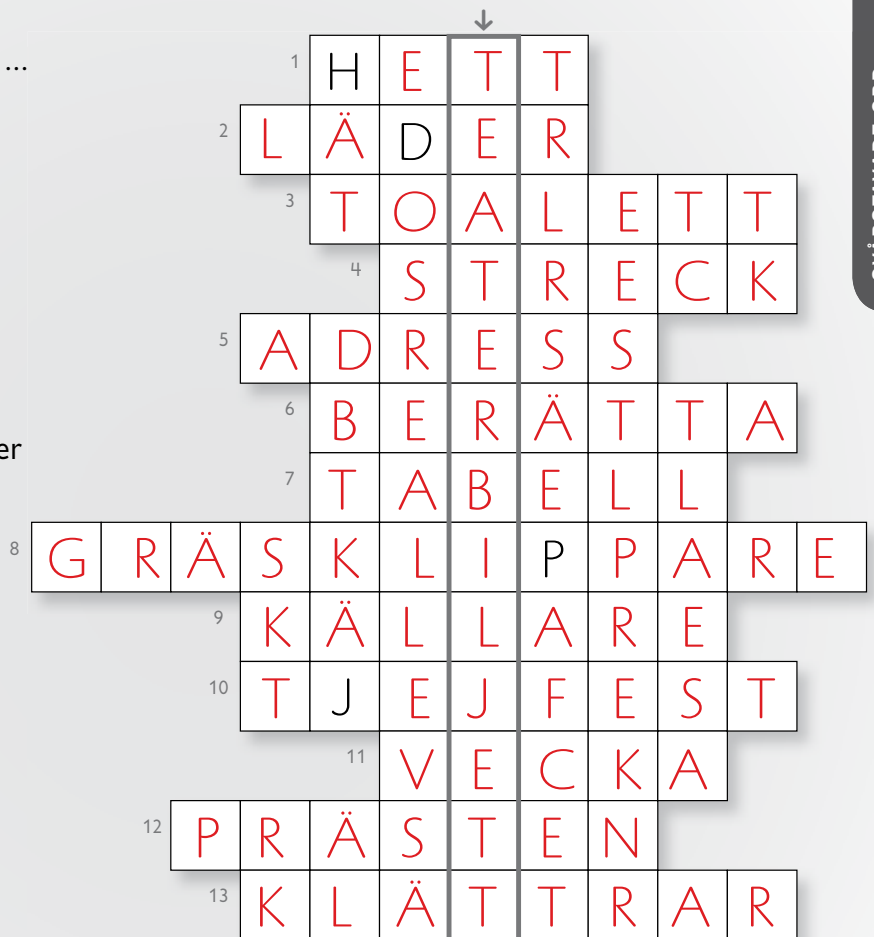 ...
1 HETT
2 LÄDER
3 TOALETT
4 STRECK
5 ADRESS
6 BERÄTTA
er
7 TABELL
8 GRÄSKLIPPARE
9 KÄLLARE
10 TJEJFEST
11 VECKA
12 PRÄSTEN
13 KLÄTTRAR